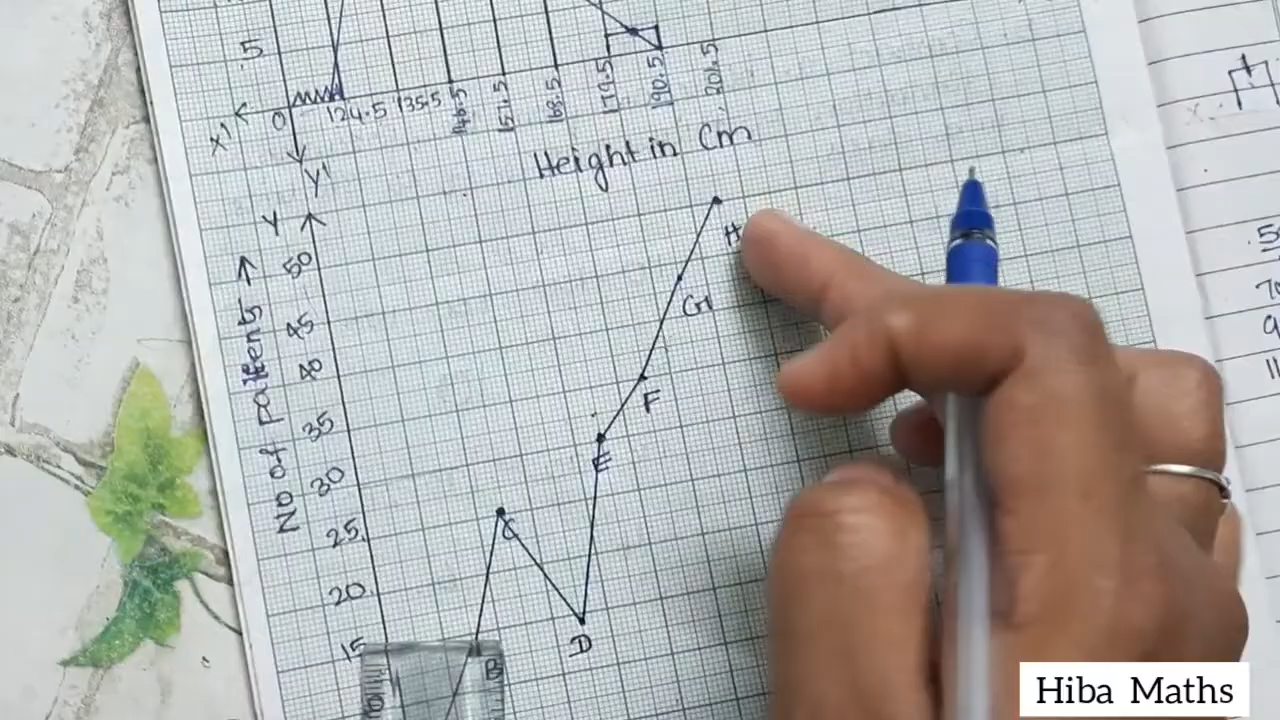 5
X' 0 124.5 135.5 146.5 157.5 168.5 179.5 190.5 201.5
Y'
Height in Cm
Y
No of patients
50
45
40
35
30
25
20
15
H
G
F
E
C
D
B
Hiba Maths